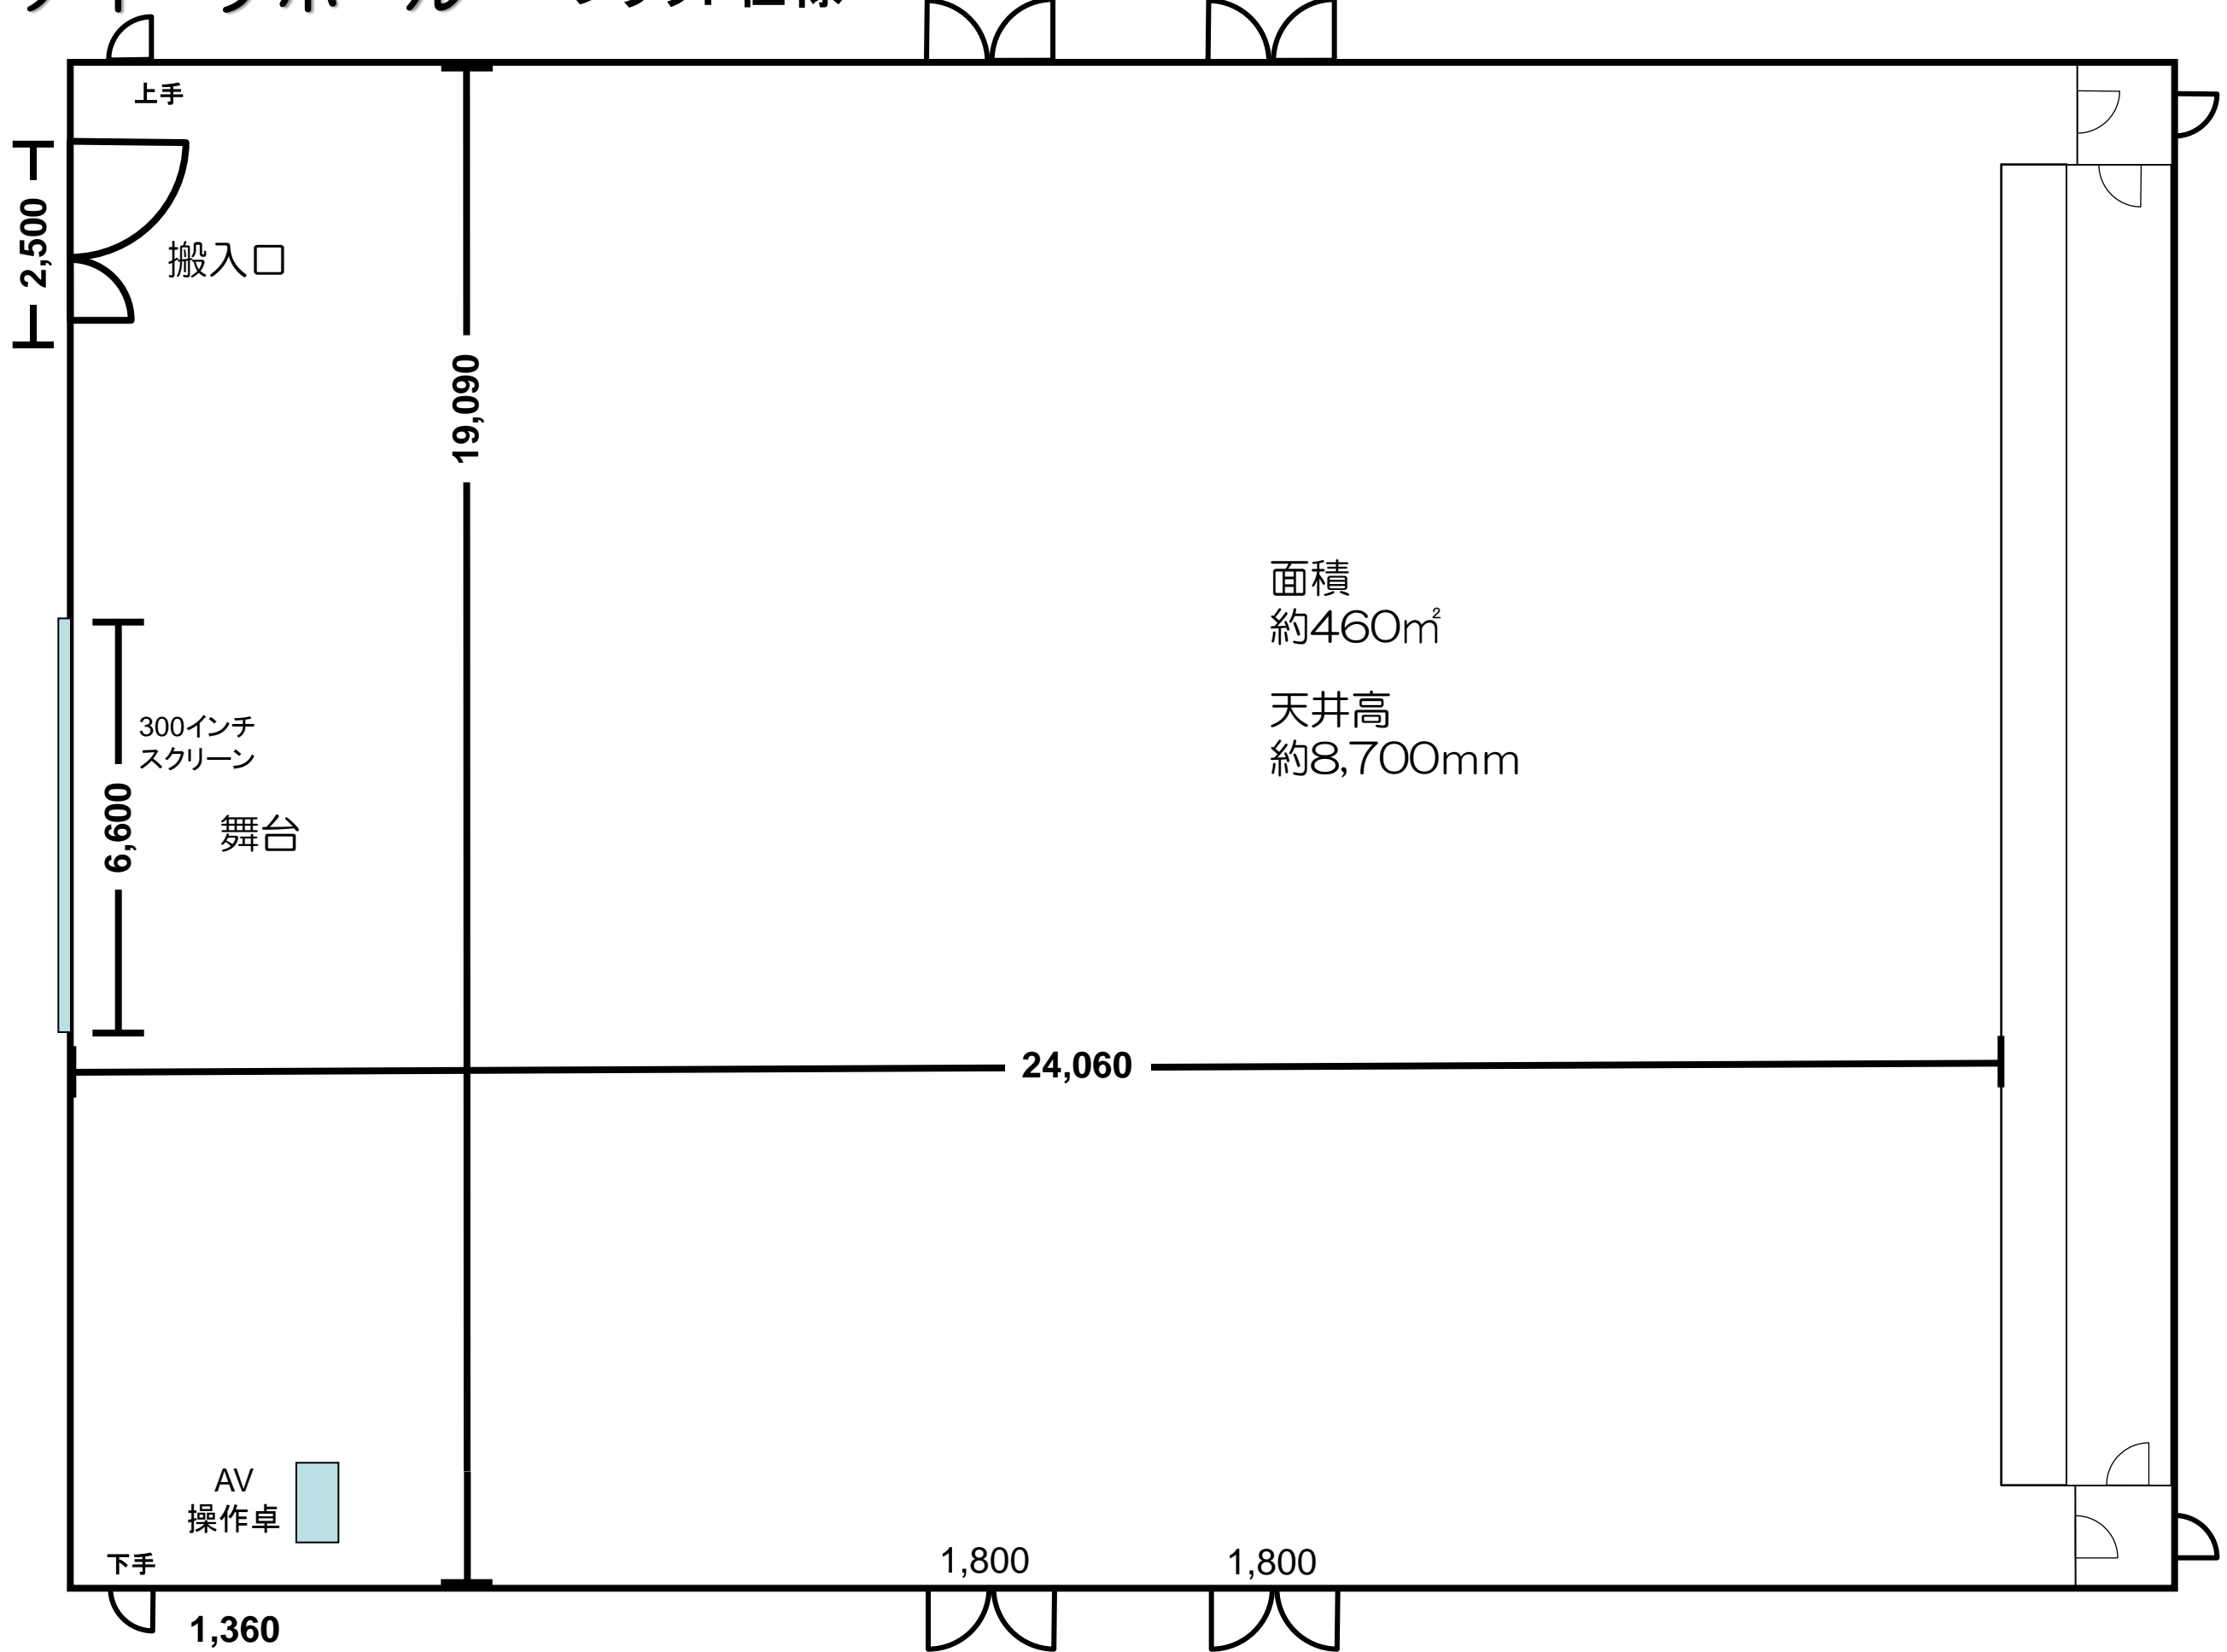 上手
2,500
搬入口
19,090
面積
約460㎡
天井高
約8,700mm
300インチ
スクリーン
6,600
舞台
24,060
AV
操作卓
下手
1,800
1,800
1,360